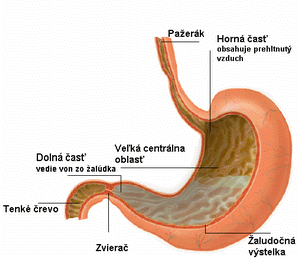 Pažerák
Horná časť
obsahuje prehltnutý
vzduch
Veľká centrálna
oblasť
Dolná časť
vedie von zo žalúdka
Tenké črevo
Zvierač
Žaludočná
výstelka